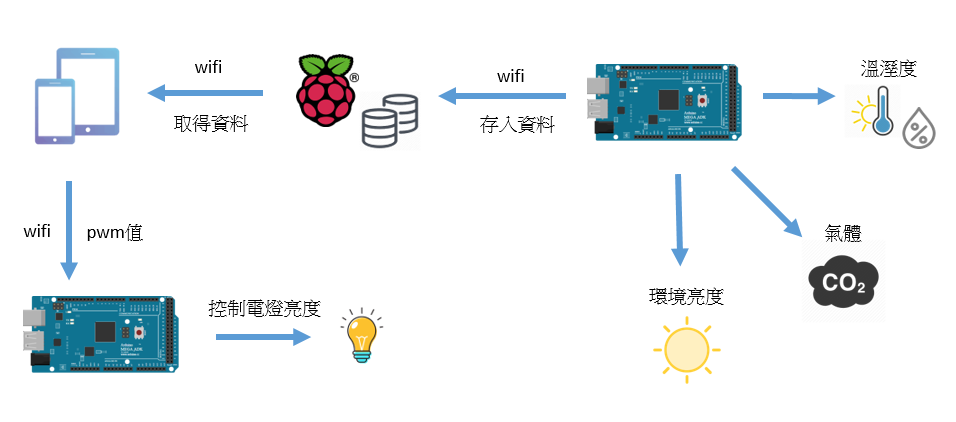 wifi
取得資料
wifi
存入資料
溫溼度
%
wifi
pwm值
氣體
CO2
環境亮度
控制電燈亮度